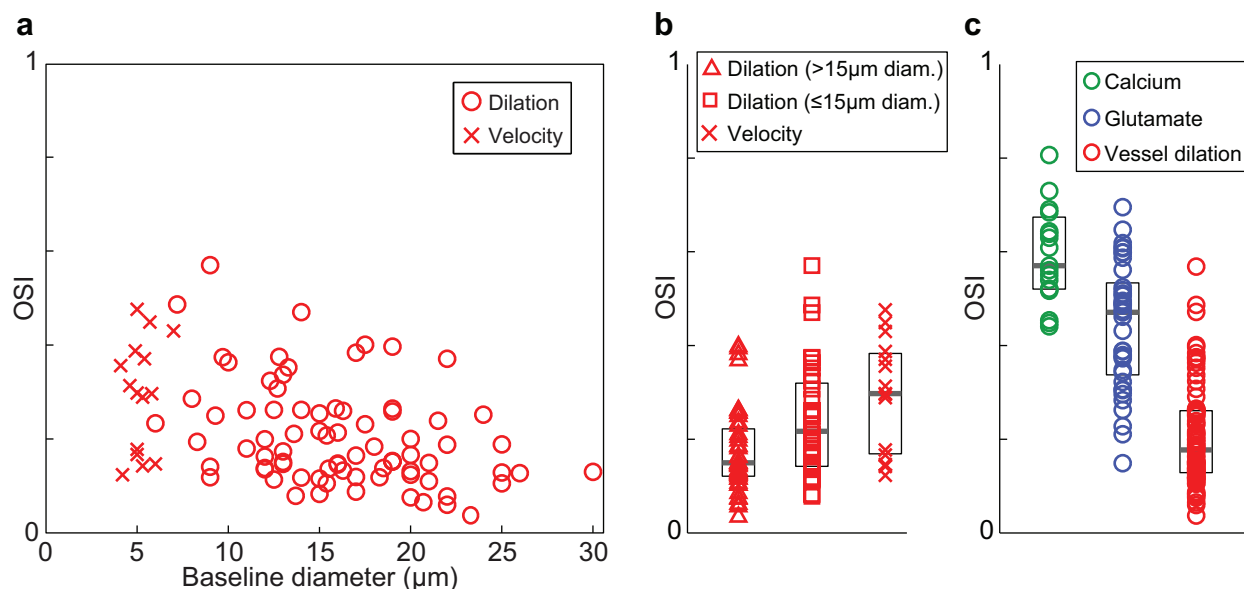 a
1
Dilation
Velocity
OSI
0
0 5 10 15 20 25 30
Baseline diameter (μm)
b
1
Dilation (>15μm diam.)
Dilation (≤15μm diam.)
Velocity
OSI
0
c
1
Calcium
Glutamate
Vessel dilation
OSI
0